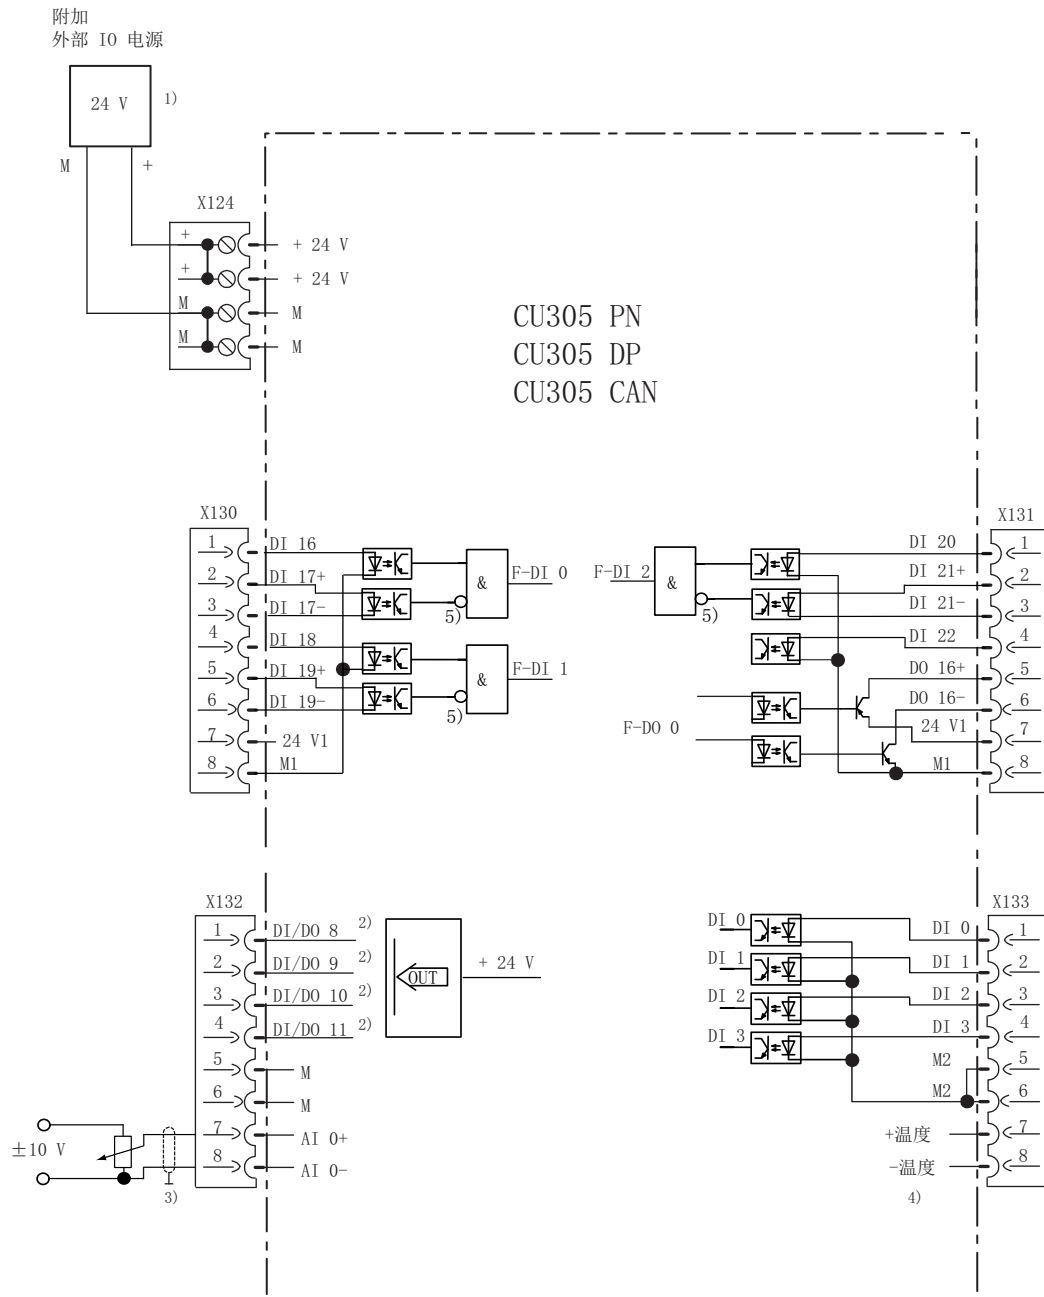 附加
外部 IO 电源
24 V
1)
M
+
X124
+
+ 24 V
+
+ 24 V
M
M
M
M
CU305 PN
CU305 DP
CU305 CAN
X130
1
DI 16
2
DI 17+
3
DI 17-
4
DI 18
5
DI 19+
6
DI 19-
7
24 V1
8
M1
&
F-DI 0
5)
&
F-DI 1
5)
X131
F-DI 2
&
5)
DI 20
1
DI 21+
2
DI 21-
3
DI 22
4
DO 16+
5
DO 16-
6
F-DO 0
24 V1
7
M1
8
X132
1
DI/DO 8
2)
2
DI/DO 9
2)
3
DI/DO 10
2)
4
DI/DO 11
2)
5
M
6
M
7
AI 0+
8
AI 0-
OUT
+ 24 V
±10 V
3)
X133
DI 0
DI 0
1
DI 1
DI 1
2
DI 2
DI 2
3
DI 3
DI 3
4
M2
5
M2
6
+温度
7
-温度
8
4)